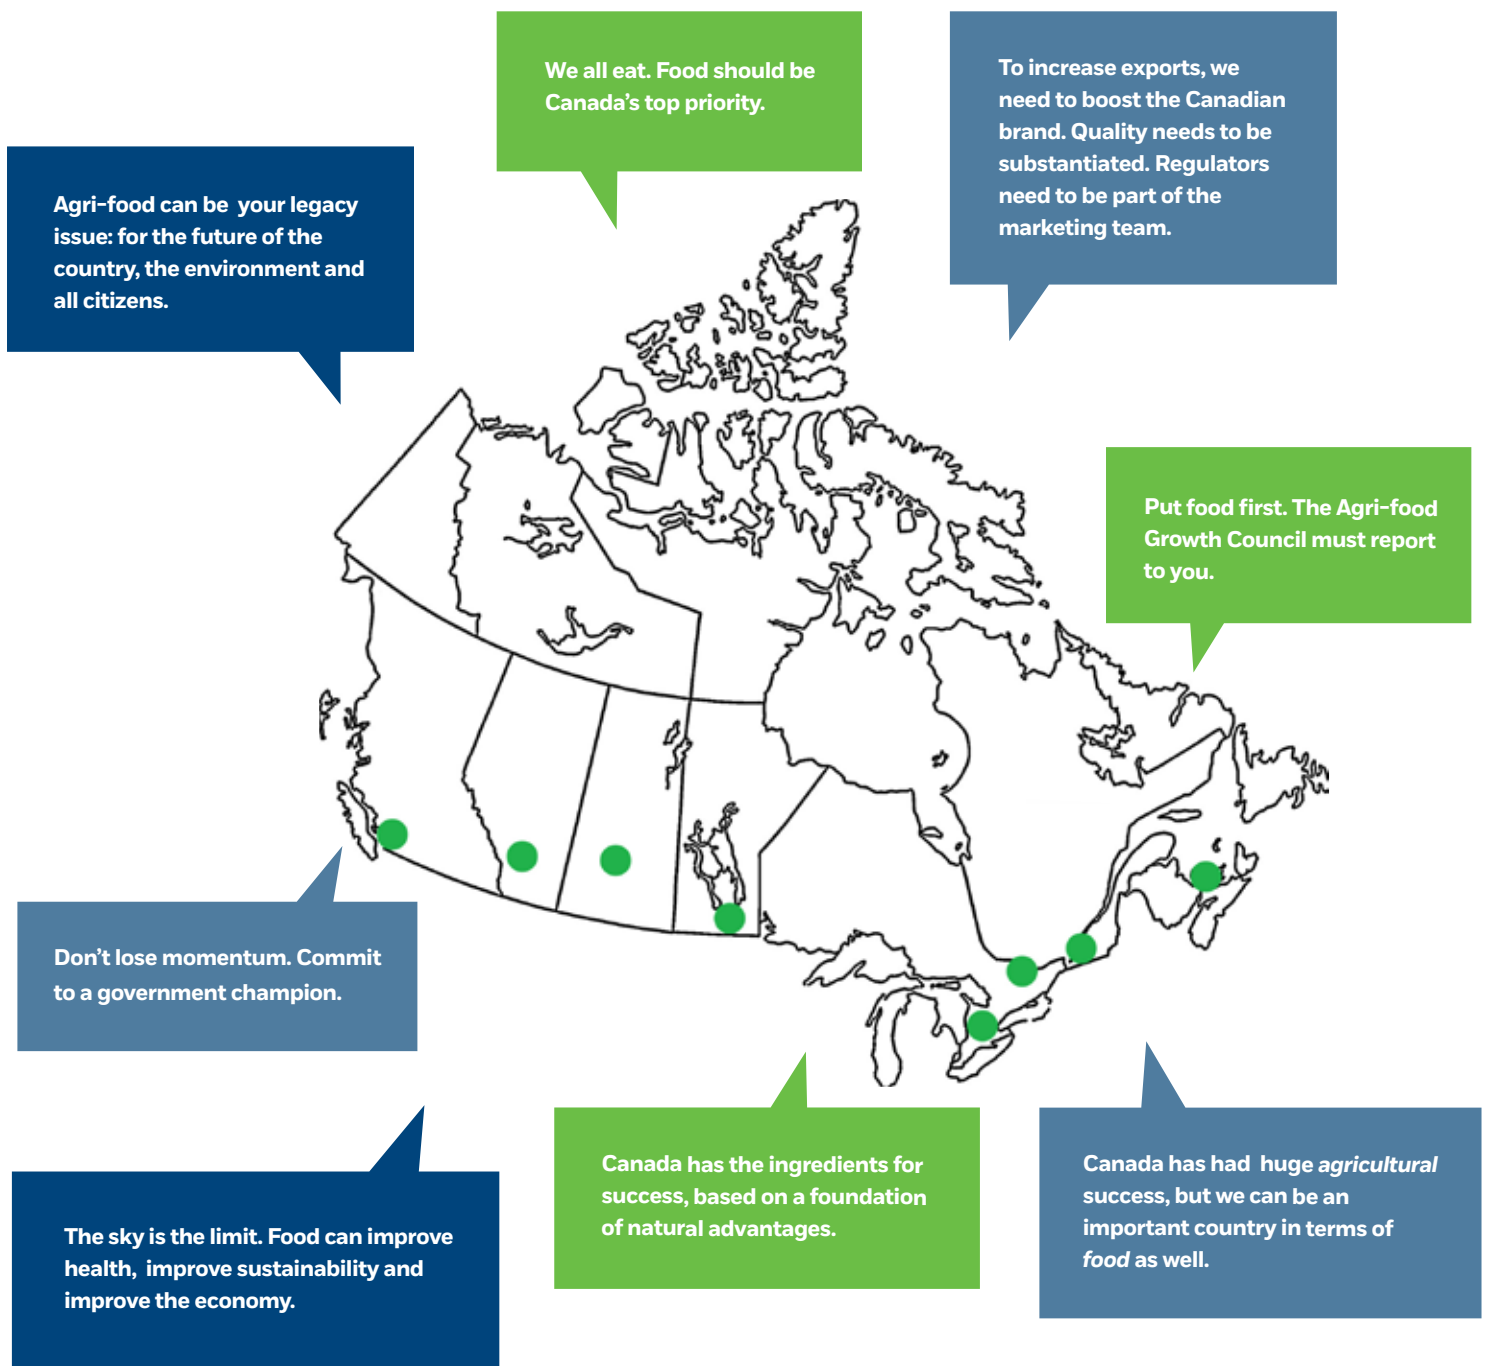 We all eat. Food should be
Canada’s top priority.
To increase exports, we
need to boost the Canadian
brand. Quality needs to be
substantiated. Regulators
need to be part of the
marketing team.
Agri-food can be your legacy
issue: for the future of the
country, the environment and
all citizens.
Put food first. The Agri-food
Growth Council must report
to you.
Don’t lose momentum. Commit
to a government champion.
Canada has the ingredients for
success, based on a foundation
of natural advantages.
Canada has had huge agricultural
success, but we can be an
important country in terms of
food as well.
The sky is the limit. Food can improve
health, improve sustainability and
improve the economy.